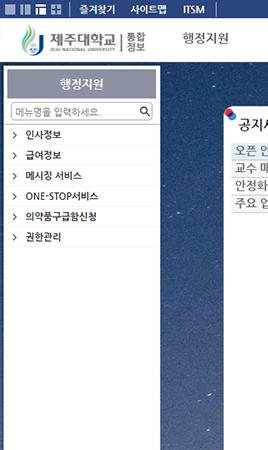 즐겨찾기 사이트맵 ITSM
제주대학교 통합
JEJU NATIONAL UNIVERSITY 정보
행정지원
행정지원
메뉴명을 입력하세요.
인사정보
급여정보
메시징 서비스
ONE-STOP서비스
의약품구급함신청
권한관리
공지사
오픈 인
교수 매
안정화
주요 업